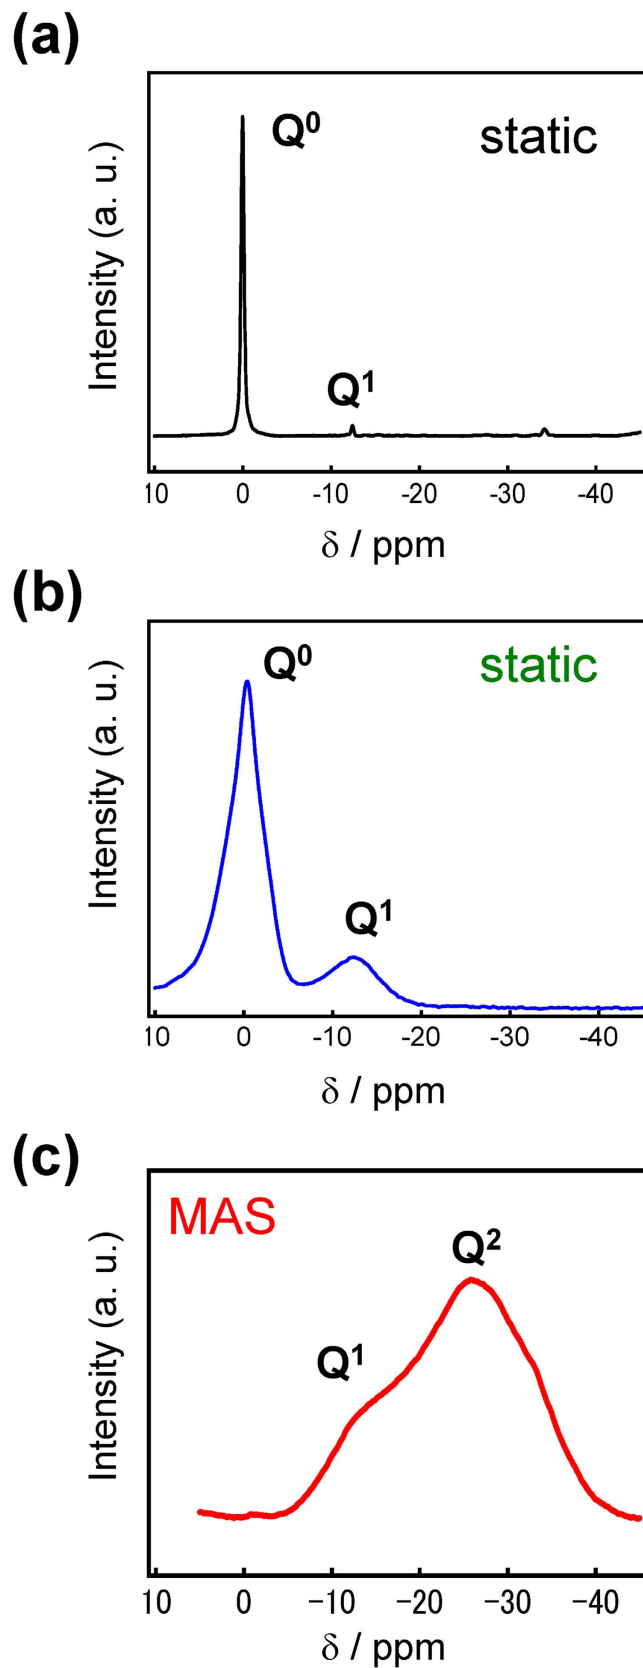 (a)
Q⁰
static
Q¹
Intensity (a. u.)
10 0 -10 -20 -30 -40
δ / ppm
(b)
Q⁰
static
Q¹
Intensity (a. u.)
10 0 -10 -20 -30 -40
δ / ppm
(c)
MAS
Q²
Q¹
Intensity (a. u.)
10 0 −10 −20 −30 −40
δ / ppm